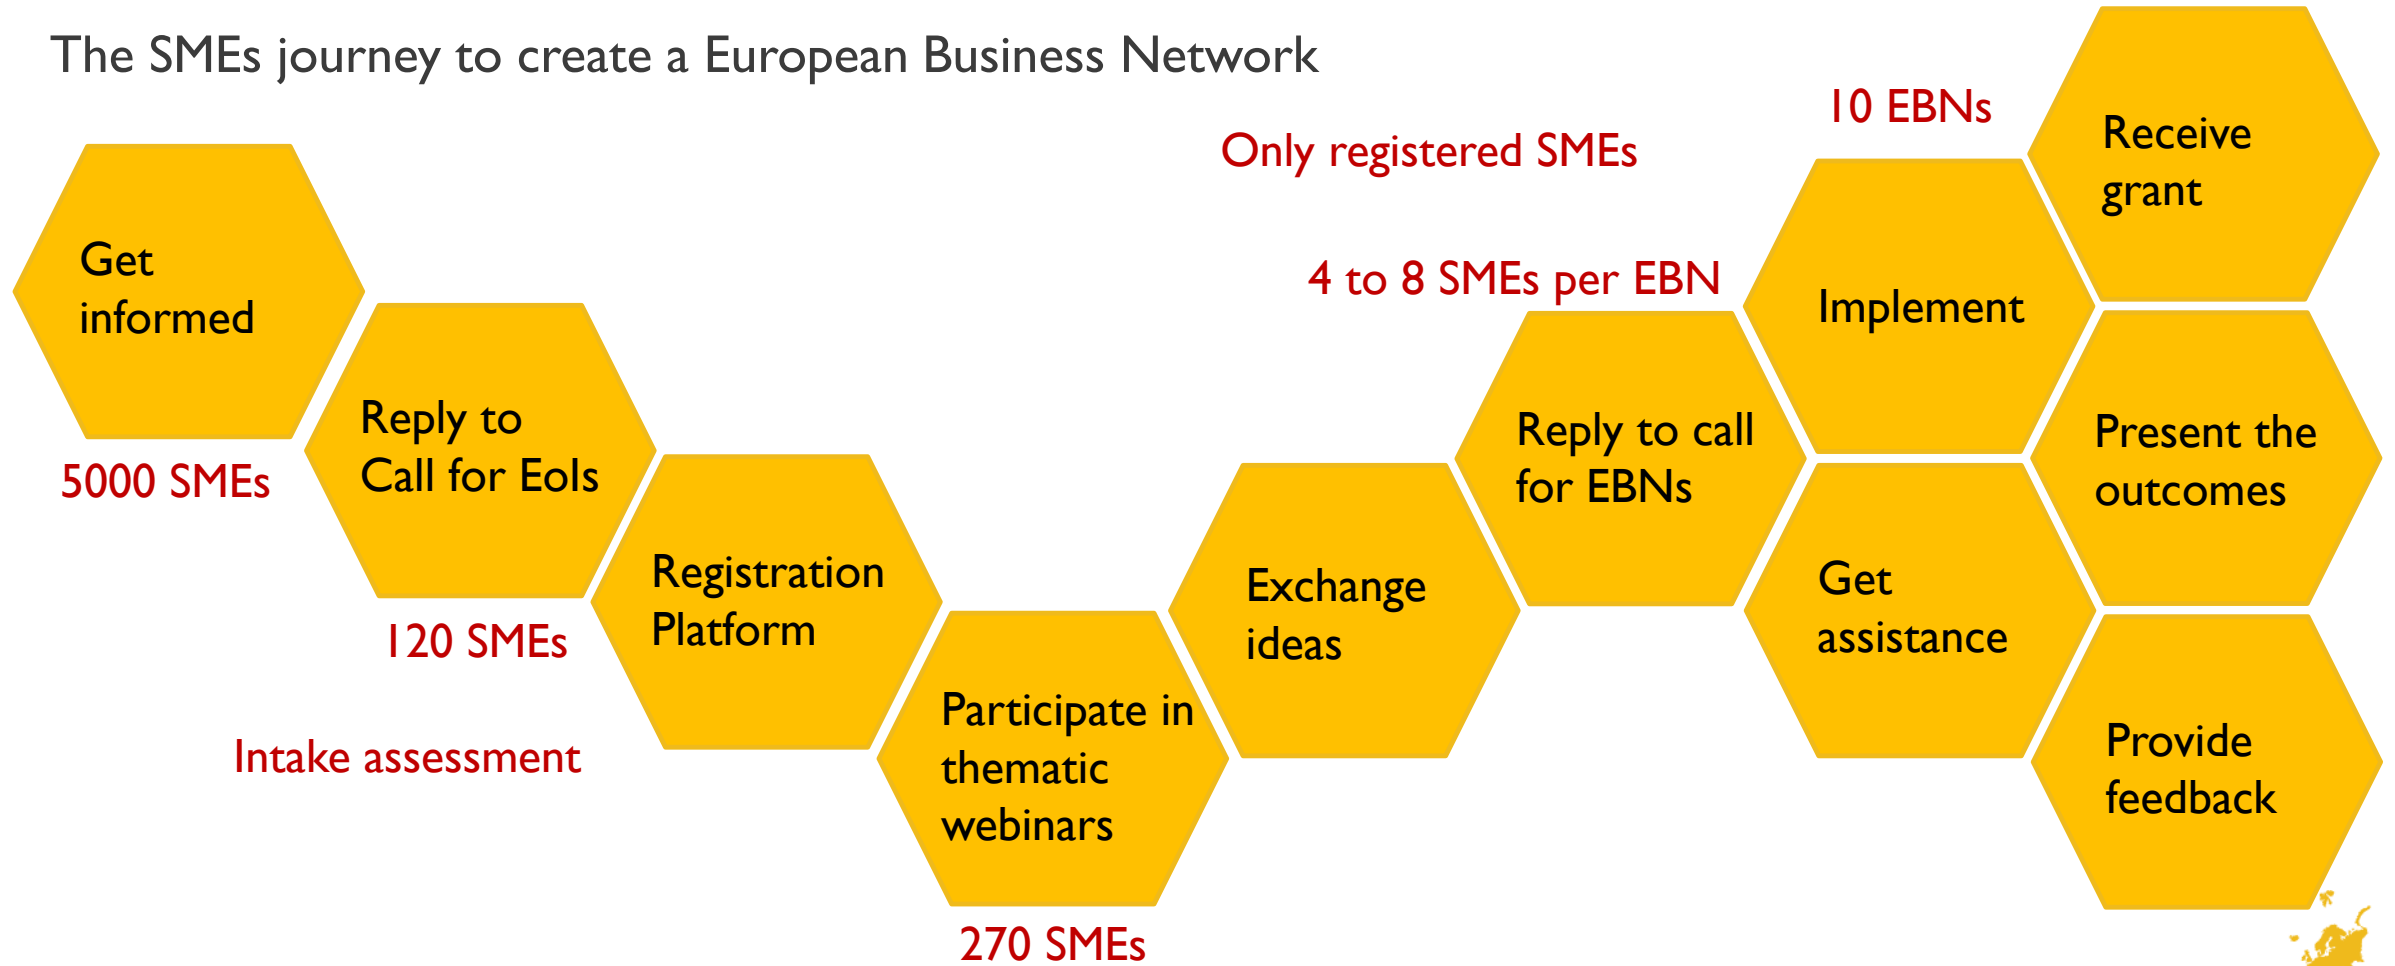 The SMEs journey to create a European Business Network
Get
informed
5000 SMEs
Reply to
Call for EoIs
120 SMEs
Intake assessment
Registration
Platform
Participate in
thematic
webinars
270 SMEs
Exchange
ideas
Only registered SMEs
4 to 8 SMEs per EBN
Reply to call
for EBNs
10 EBNs
Implement
Get
assistance
Receive
grant
Present the
outcomes
Provide
feedback